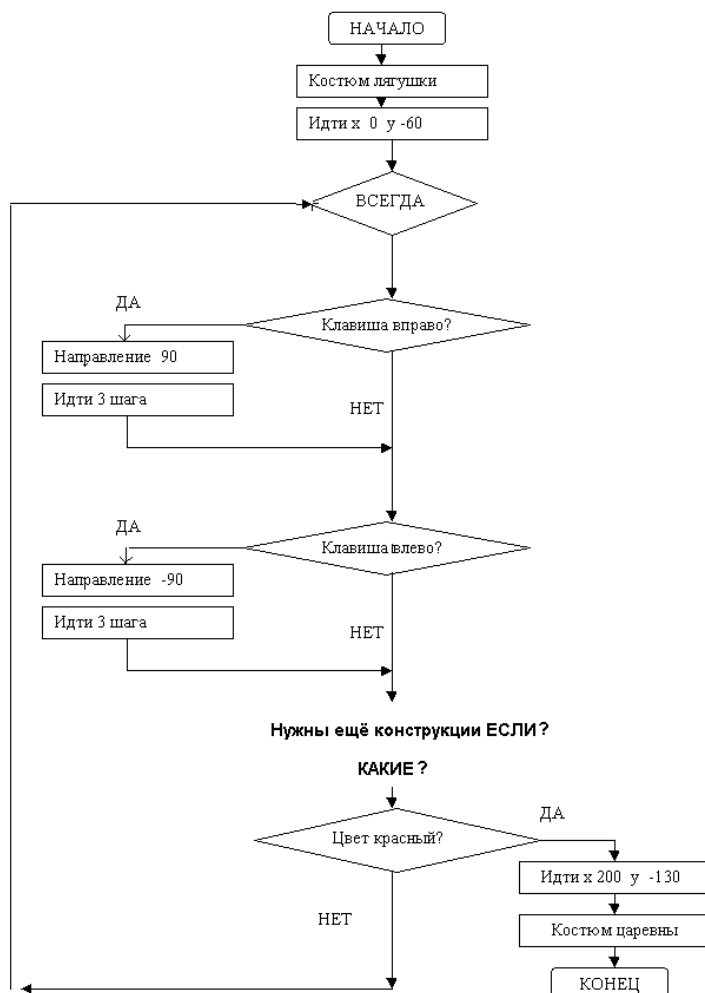 НАЧАЛО
Костюм лягушки
Идти х 0 у -60
ВСЕГДА
ДА
Клавиша вправо?
Направление 90
Идти 3 шага
НЕТ
ДА
Клавиша влево?
Направление -90
Идти 3 шага
НЕТ
Нужны ещё конструкции ЕСЛИ?
КАКИЕ?
ДА
Цвет красный?
Идти х 200 у -130
НЕТ
Костюм царевны
КОНЕЦ